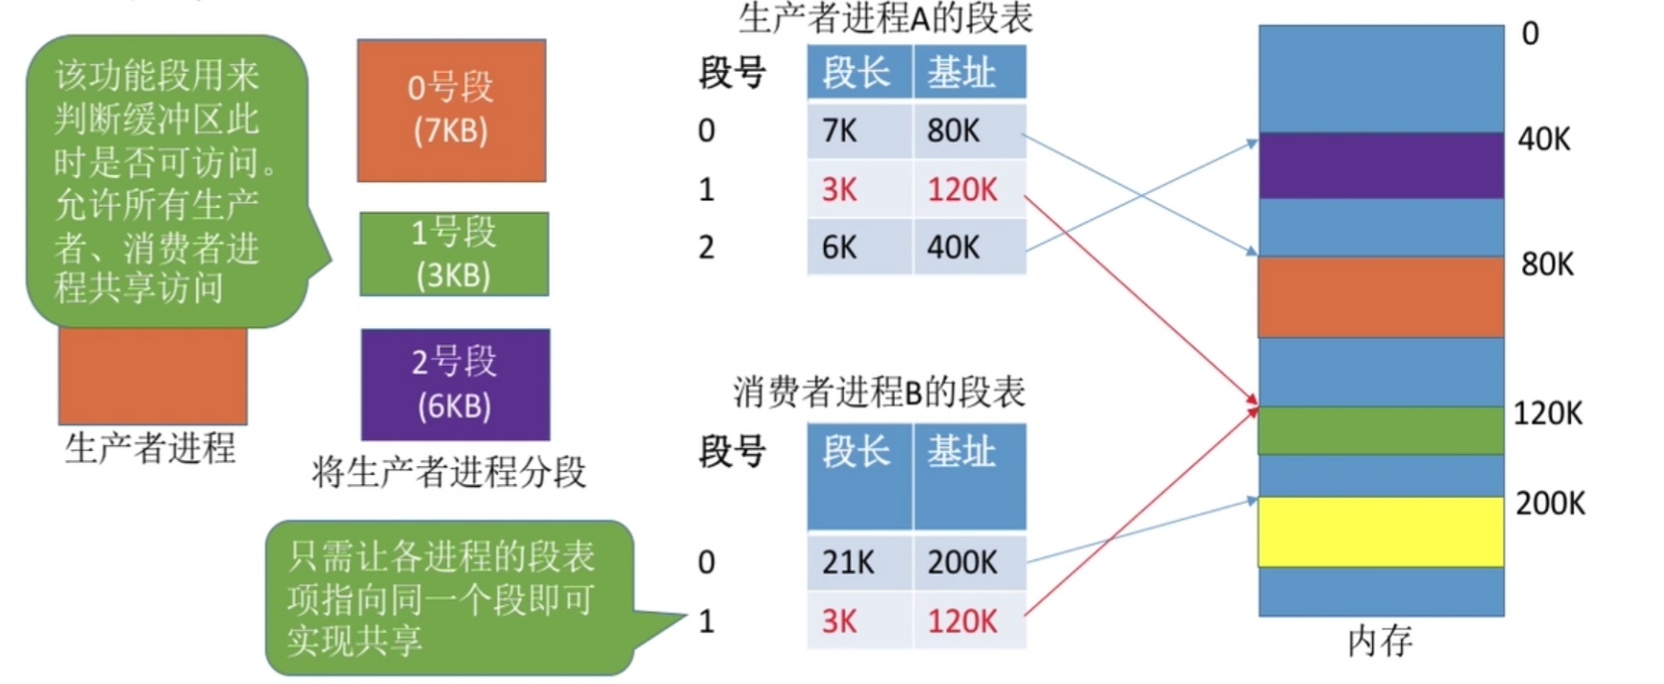 该功能段用来
判断缓冲区此
时是否可访问。
允许所有生产
者、消费者进
程共享访问
生产者进程
0号段
(7KB)
1号段
(3KB)
2号段
(6KB)
将生产者进程分段
只需让各进程的段表
项指向同一个段即可
实现共享
生产者进程A的段表
段号 段长 基址
0 7K 80K
1 3K 120K
2 6K 40K
消费者进程B的段表
段号 段长 基址
0 21K 200K
1 3K 120K
0
40K
80K
120K
200K
内存